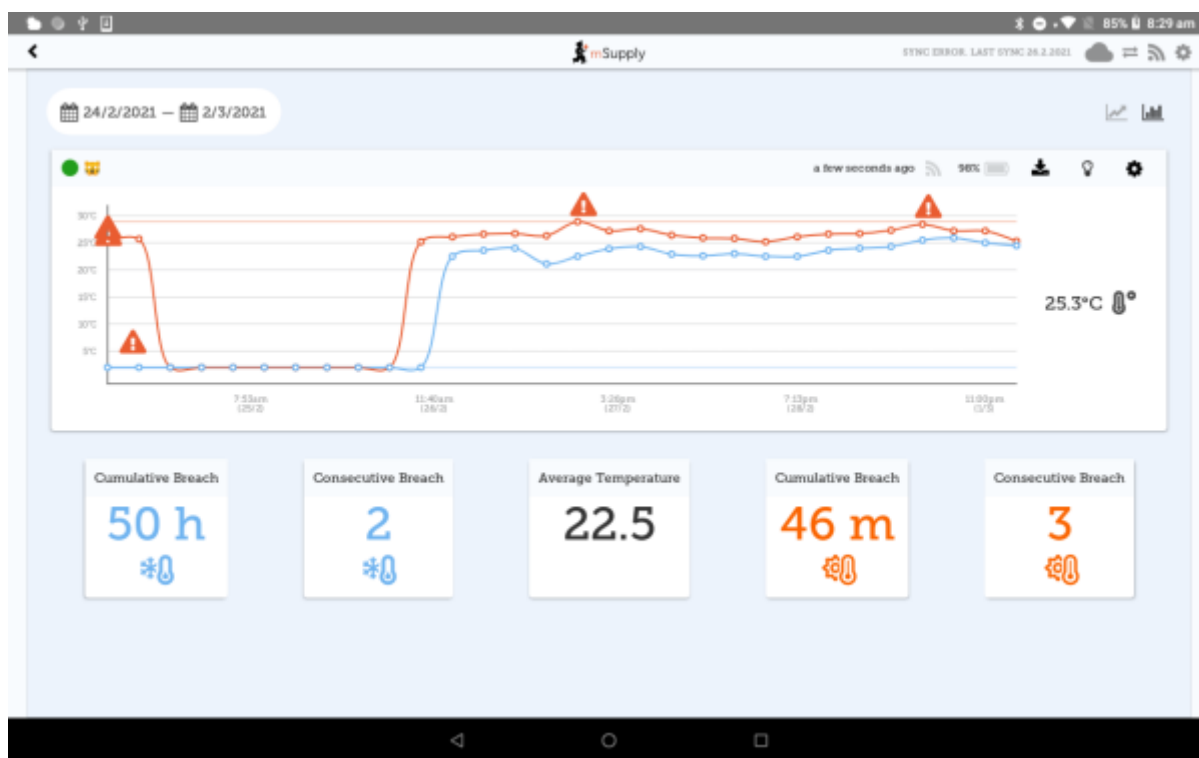 85% 8:29 am
mSupply
SYNC ERROR. LAST SYNC 26.2.2021
24/2/2021 — 2/3/2021
a few seconds ago 98%
30°C
25°C
20°C
15°C
10°C
5°C
25.3°C
7:53am 11:40am 3:26pm 7:13pm 11:00pm
(25/2) (26/2) (27/2) (28/2) (1/3)
Cumulative Breach Consecutive Breach Average Temperature Cumulative Breach Consecutive Breach
50 h 2 22.5 46 m 3